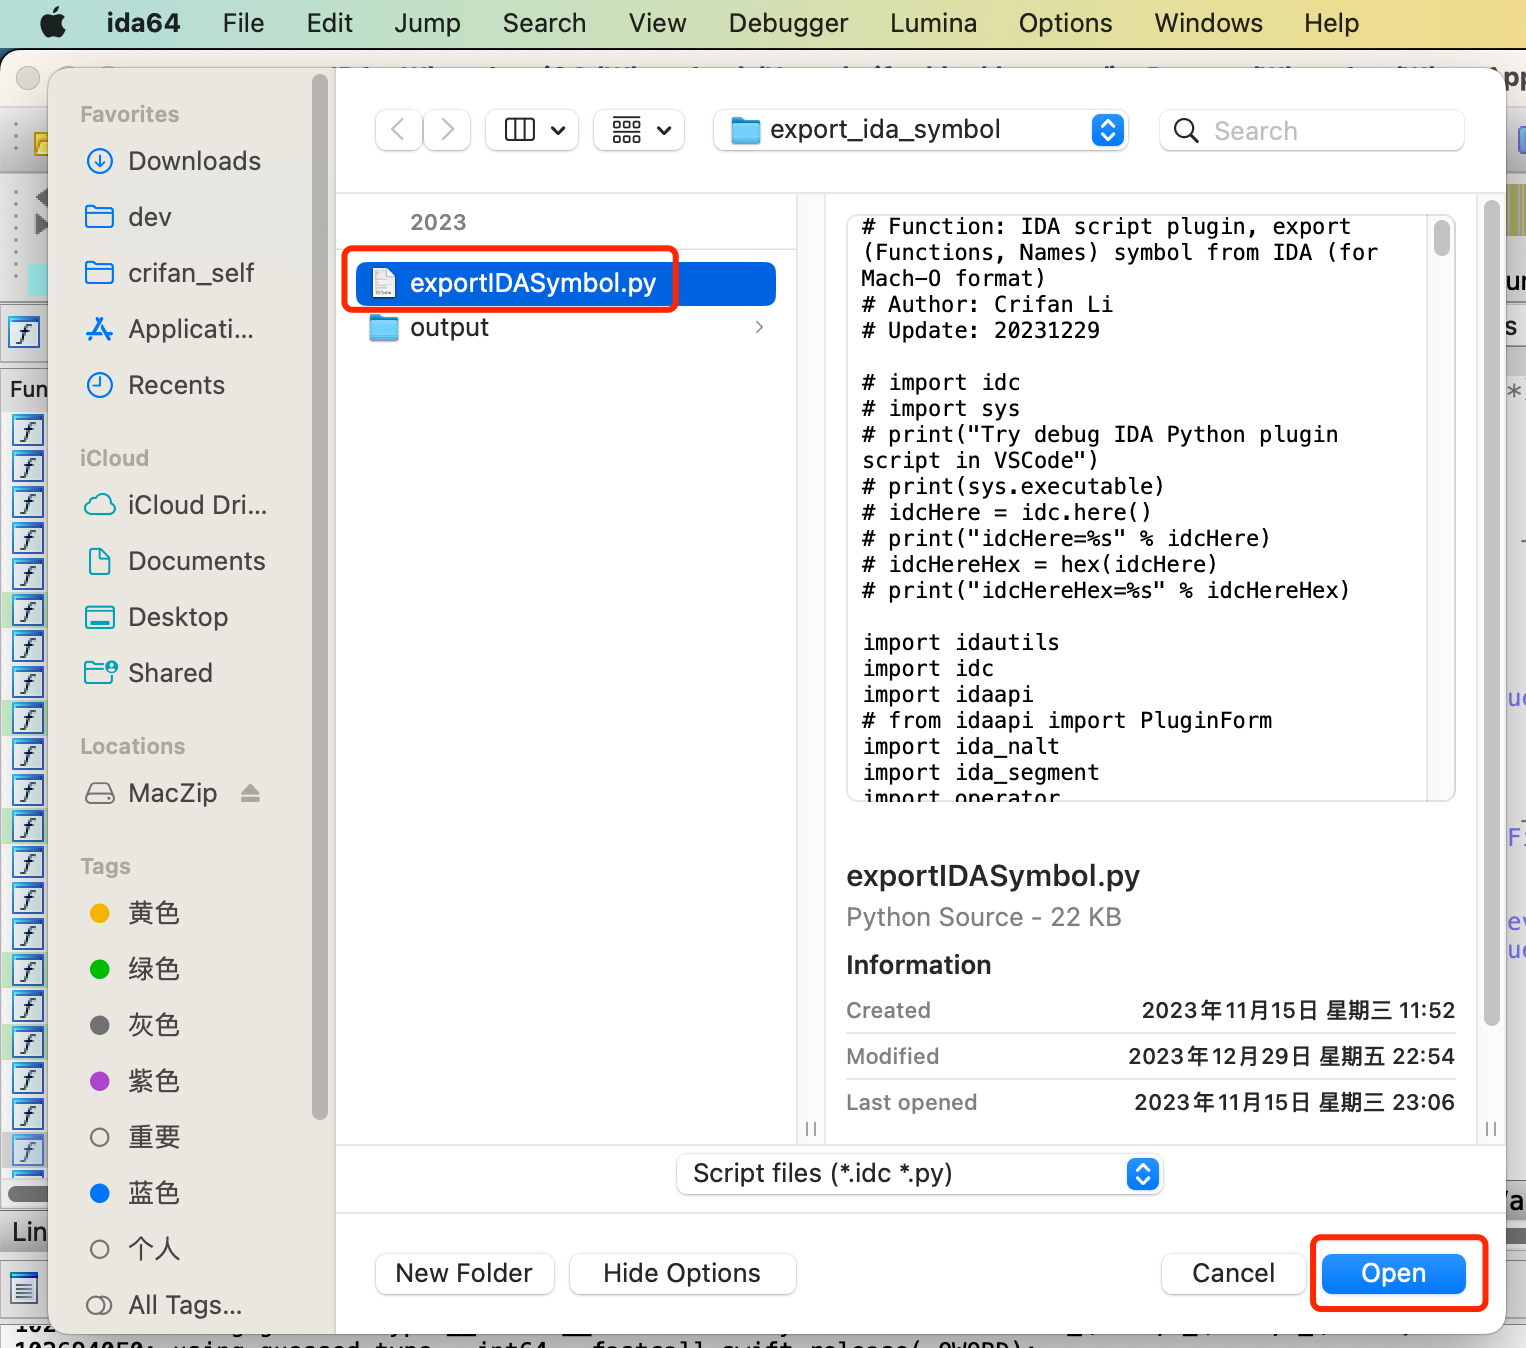 ida64 File Edit Jump Search View Debugger Lumina Options Windows Help
Favorites
Downloads
dev
crifan_self
Applicati...
Recents
iCloud
iCloud Dri...
Documents
Desktop
Shared
Locations
MacZip
Tags
黄色
绿色
灰色
紫色
重要
蓝色
个人
All Tags...
export_ida_symbol
Search
2023
exportIDASymbol.py
output
# Function: IDA script plugin, export
(Functions, Names) symbol from IDA (for
Mach-O format)
# Author: Crifan Li
# Update: 20231229
# import idc
# import sys
# print("Try debug IDA Python plugin
script in VSCode")
# print(sys.executable)
# idcHere = idc.here()
# print("idcHere=%s" % idcHere)
# idcHereHex = hex(idcHere)
# print("idcHereHex=%s" % idcHereHex)
import idautils
import idc
import idaapi
# from idaapi import PluginForm
import ida_nalt
import ida_segment
import operator
exportIDASymbol.py
Python Source - 22 KB
Information
Created 2023年11月15日 星期三 11:52
Modified 2023年12月29日 星期五 22:54
Last opened 2023年11月15日 星期三 23:06
Script files (*.idc *.py)
New Folder Hide Options Cancel Open
Fun
Lin